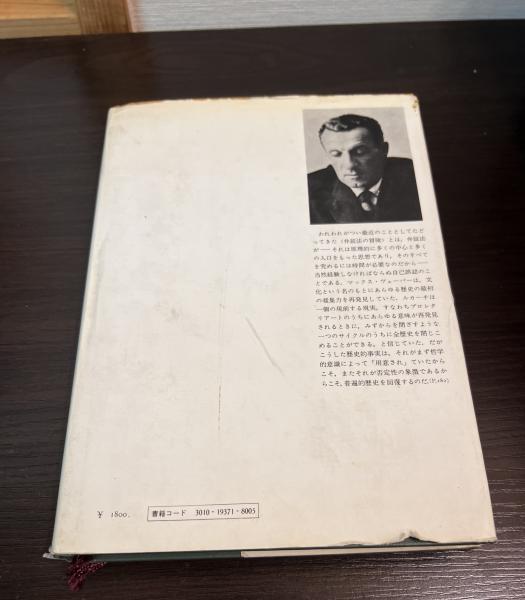 われわれがつい最近のこととしてたど
ってきた〈弁証法の冒険〉とは，弁証法
が――それは原理的に多くの中心と多く
の入口をもった思想であり，そのすべて
を究めるには時間が必要なのだから――
当然経験しなければならぬ自己誤認のこ
とである。マックス・ヴェーバーは，文
化という名のもとにあらゆる歴史の最初
の凝集力を再発見していた。ルカーチは
一個の規制する現実，すなわちプロレタ
リアートのうちにあらゆる意味が再発見
されるときに，みずからを閉ざすような
一つのサイクルのうちに全歴史を閉じこ
めることができる，と信じていた。だが
こうした歴史的事実は，それがまず哲学
的意識によって「用意され」ていたから
こそ，またそれが否定性の象徴であるか
らこそ，普遍的歴史を回復するのだ。(P.280)
¥ 1800.
書籍コード 3010-19371-8005